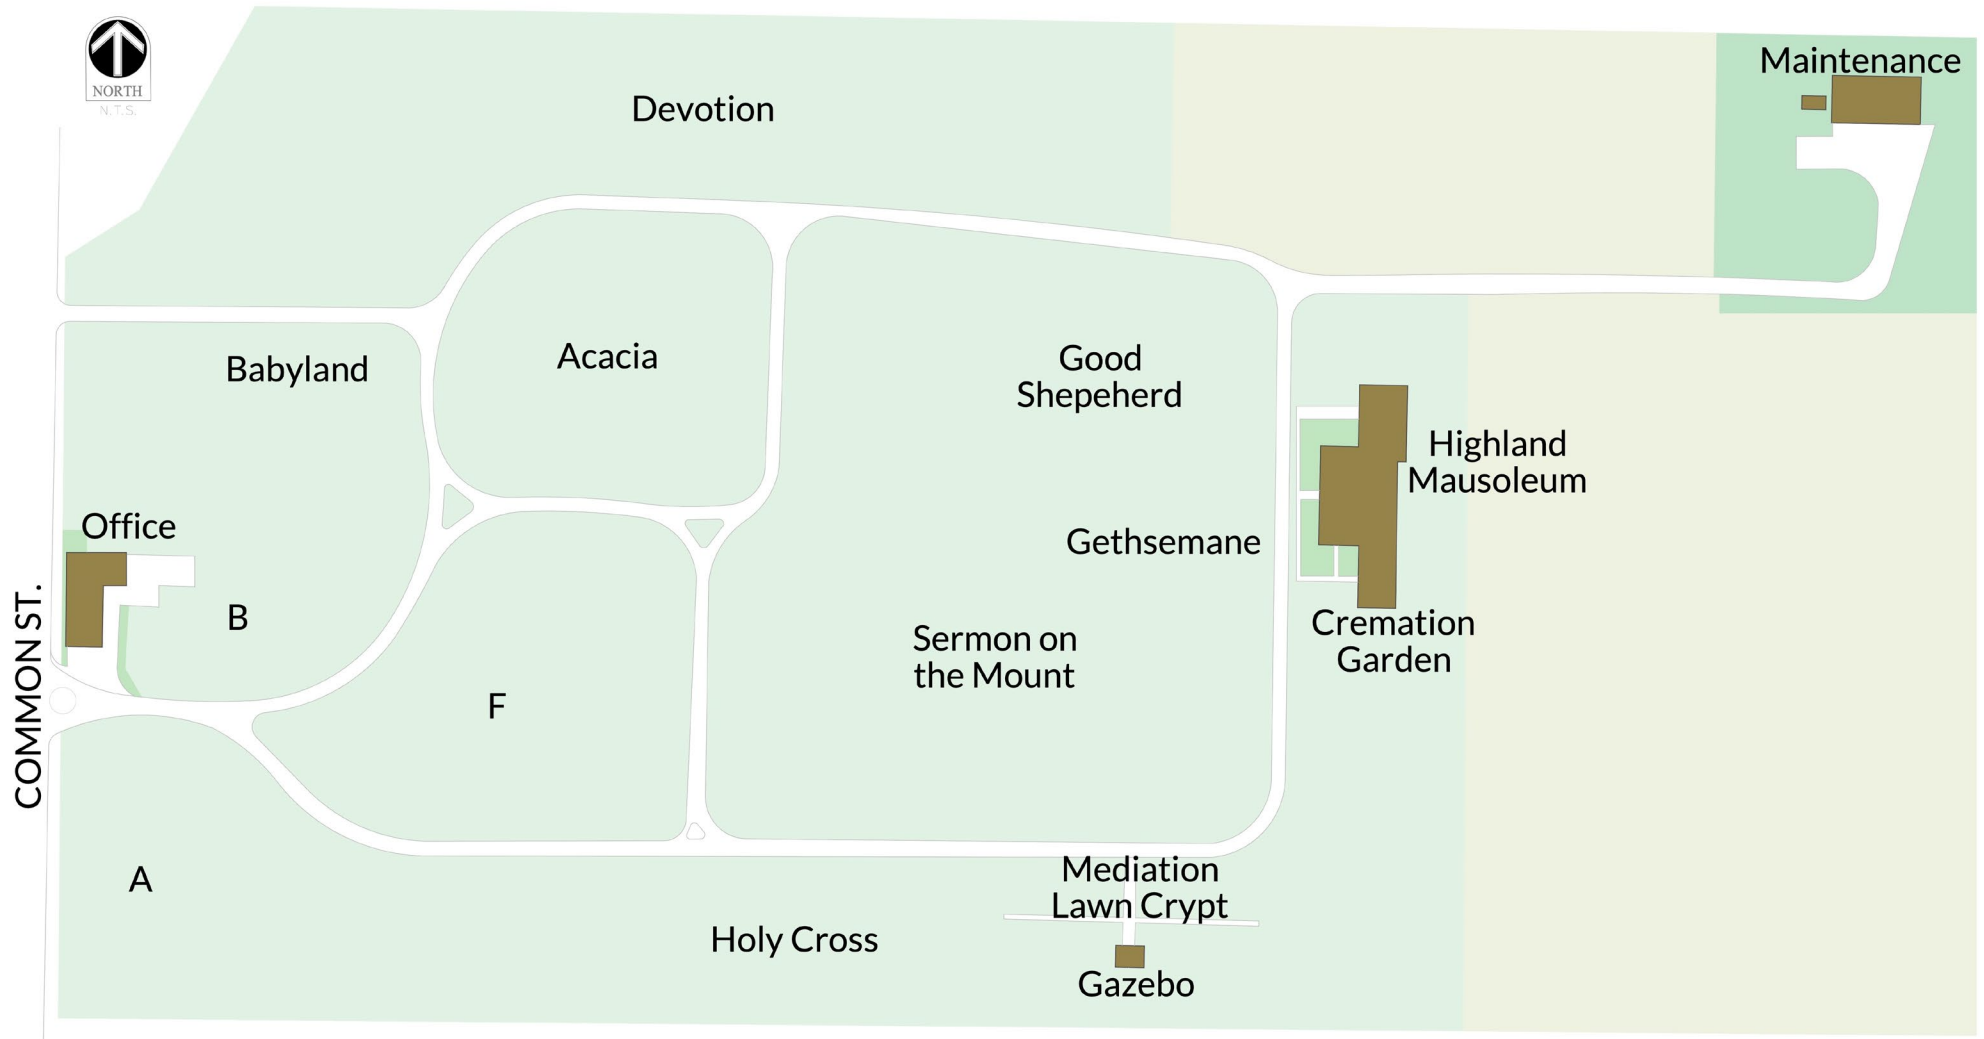 NORTH
N.T.S.
Maintenance
Devotion
Babyland
Acacia
Good
Shepeherd
Highland
Mausoleum
Office
Gethsemane
B
Cremation
Garden
Sermon on
the Mount
COMMON ST.
F
A
Mediation
Lawn Crypt
Holy Cross
Gazebo